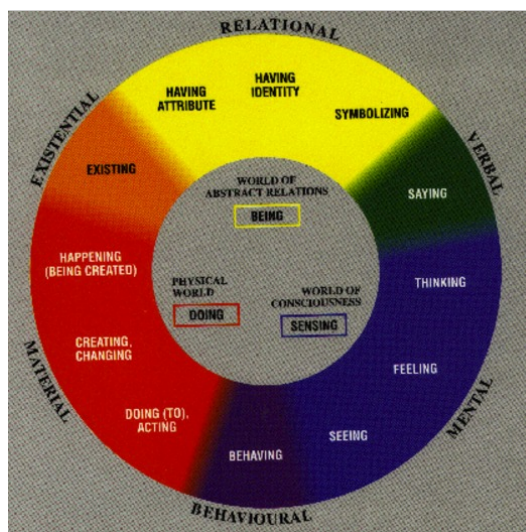 RELATIONAL
HAVING
ATTRIBUTE
HAVING
IDENTITY
SYMBOLIZING
EXISTENTIAL
EXISTING
VERBAL
SAYING
WORLD OF
ABSTRACT RELATIONS
BEING
HAPPENING
(BEING CREATED)
PHYSICAL
WORLD
DOING
WORLD OF
CONSCIOUSNESS
SENSING
THINKING
CREATING,
CHANGING
FEELING
MATERIAL
MENTAL
DOING (TO),
ACTING
BEHAVING
SEEING
BEHAVIOURAL